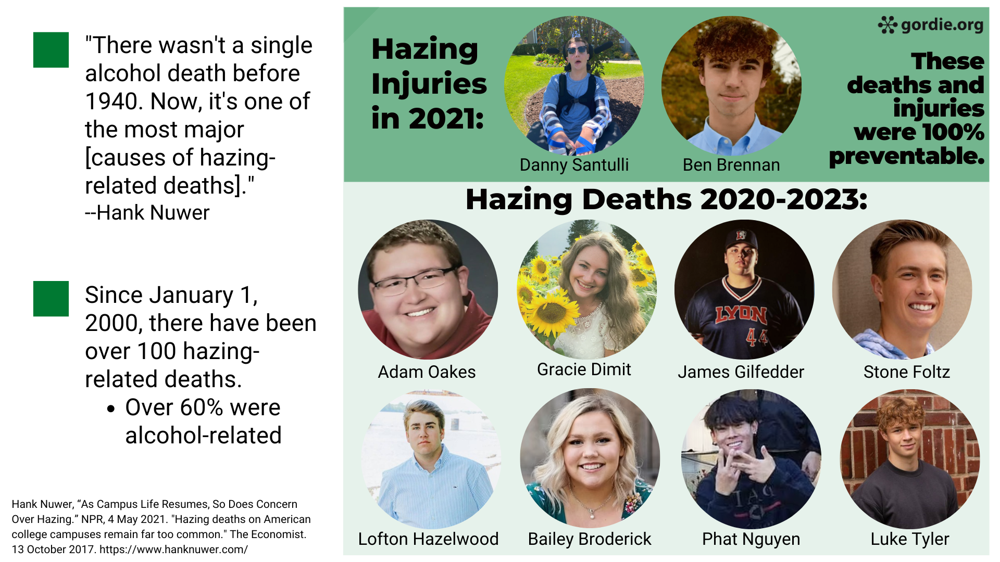 "There wasn't a single
alcohol death before
1940. Now, it's one of
the most major
[causes of hazing-
related deaths]."
--Hank Nuwer
Since January 1,
2000, there have been
over 100 hazing-
related deaths.
• Over 60% were
alcohol-related
Hank Nuwer, “As Campus Life Resumes, So Does Concern
Over Hazing.” NPR, 4 May 2021. "Hazing deaths on American
college campuses remain far too common." The Economist.
13 October 2017. https://www.hanknuwer.com/
Hazing
Injuries
in 2021:
Danny Santulli
Ben Brennan
gordie.org
These
deaths and
injuries
were 100%
preventable.
Hazing Deaths 2020-2023:
LYON
44
Adam Oakes
Gracie Dimit
James Gilfedder
Stone Foltz
Lofton Hazelwood
Bailey Broderick
Phat Nguyen
Luke Tyler